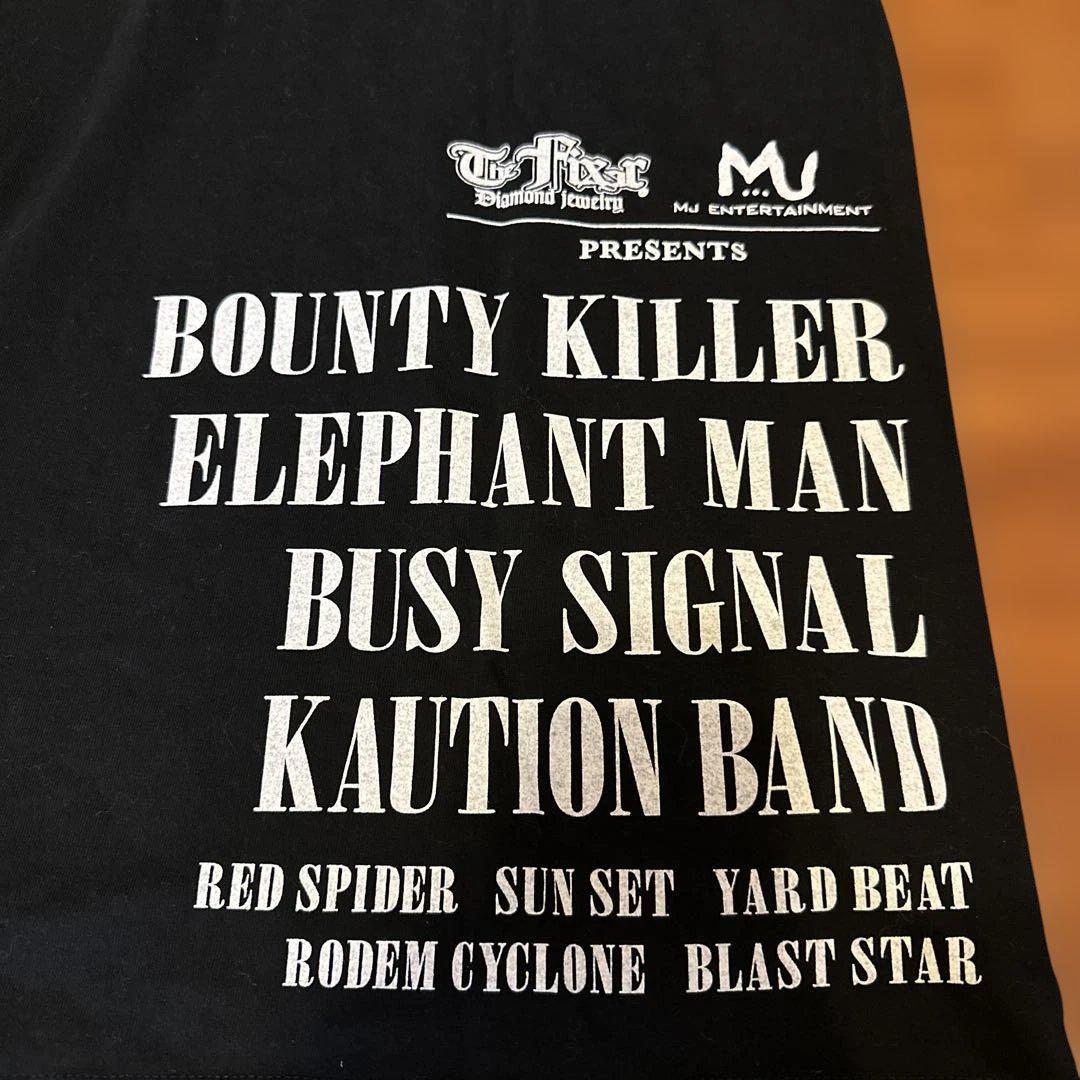 The Fixer.
Diamond jewelry
MJ
MJ ENTERTAINMENT
PRESENTS
BOUNTY KILLER
ELEPHANT MAN
BUSY SIGNAL
KAUTION BAND
RED SPIDER SUN SET YARD BEAT
RODEM CYCLONE BLAST STAR